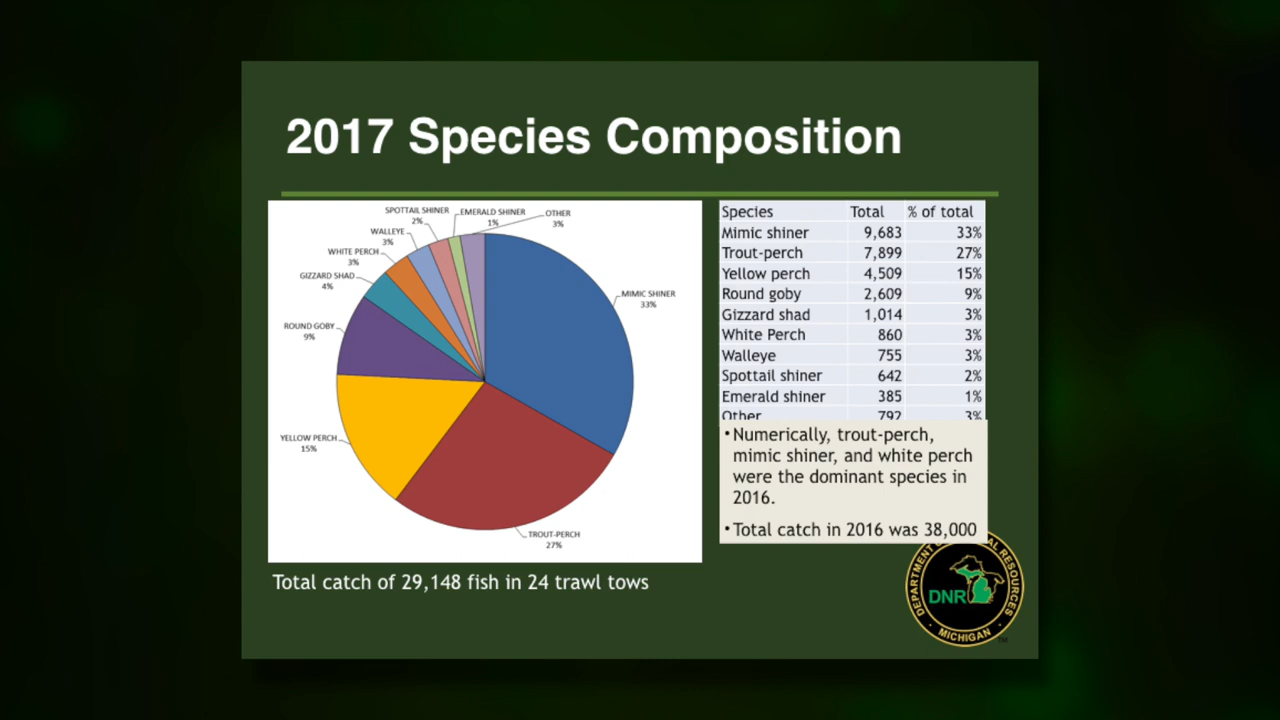 2017 Species Composition
SPOTTAIL SHINER
2%
EMERALD SHINER
1%
OTHER
3%
WALLEYE
3%
WHITE PERCH
3%
GIZZARD SHAD
4%
ROUND GOBY
9%
YELLOW PERCH
15%
MIMIC SHINER
33%
TROUT-PERCH
27%
Species Total % of total
Mimic shiner 9,683 33%
Trout-perch 7,899 27%
Yellow perch 4,509 15%
Round goby 2,609 9%
Gizzard shad 1,014 3%
White Perch 860 3%
Walleye 755 3%
Spottail shiner 642 2%
Emerald shiner 385 1%
Other 792 3%
•Numerically, trout-perch,
mimic shiner, and white perch
were the dominant species in
2016.
•Total catch in 2016 was 38,000
Total catch of 29,148 fish in 24 trawl tows
DNR
MICHIGAN